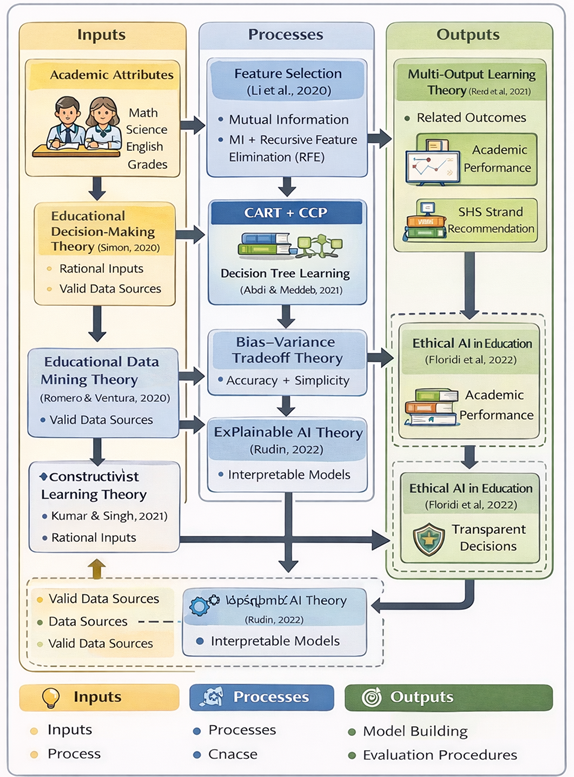 Inputs
Processes
Outputs
Academic Attributes
Math
Science
English
Grades
Educational
Decision-Making
Theory (Simon, 2020)
Rational Inputs
Valid Data Sources
Educational Data
Mining Theory
(Romero & Ventura, 2020)
• Valid Data Sources
Constructivist
Learning Theory
• Kumar & Singh, 2021)
• Rational Inputs
Feature Selection
(Li et al., 2020)
• Mutual Information
• MI + Recursive Feature
Elimination (RFE)
CART + CCP
Decision Tree Learning
(Abdi & Meddeb, 2021)
Bias–Variance
Tradeoff Theory
• Accuracy + Simplicity
ExPlainable AI Theory
(Rudin, 2022)
• Interpretable Models
Multi-Output Learning
Theory (Rerd et al, 2021)
• Related Outcomes
Academic
Performance
SHS Strand
Recommendation
Ethical AI in Education
(Floridi et al, 2022)
Academic
Performance
Ethical AI in Education
(Floridi et al, 2022)
Transparent
Decisions
• Valid Data Sources
• Data Sources
• Valid Data Sources
AI Theory
(Rudin, 2022)
• Interpretable Models
Inputs
• Inputs
• Process
Processes
• Processes
• Cnacse
Outputs
• Model Building
• Evaluation Procedures